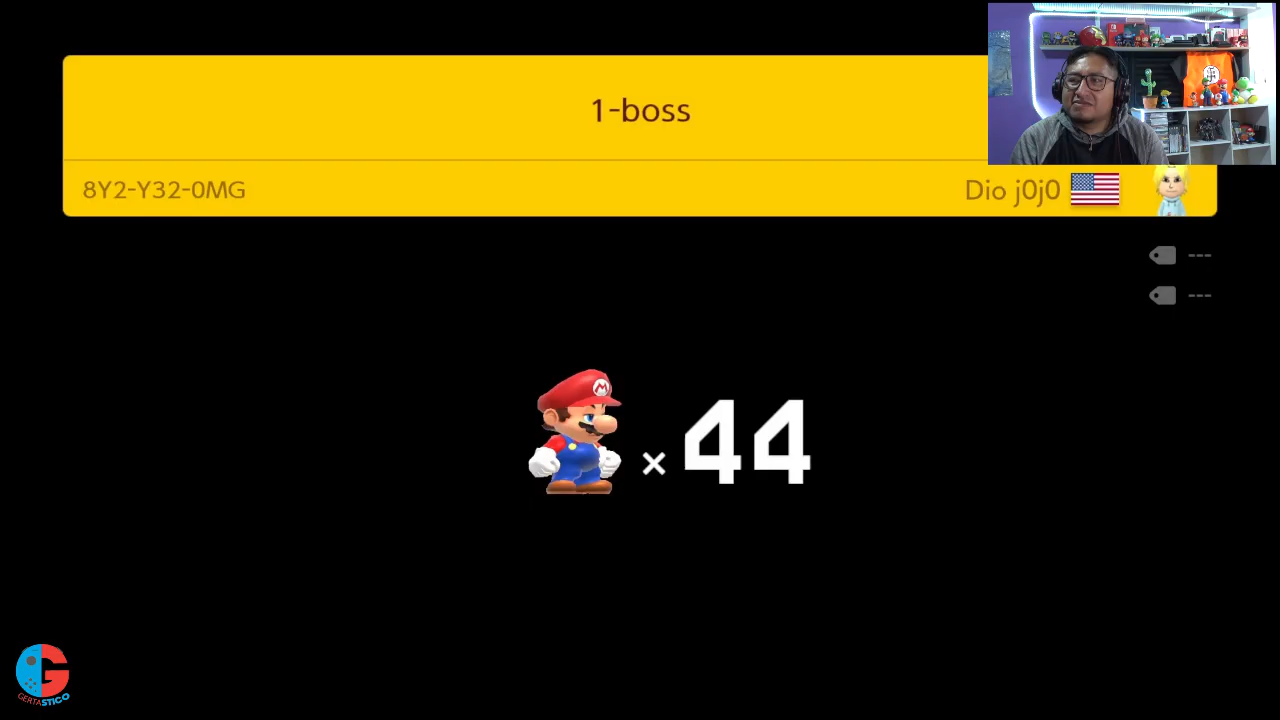 1-boss
8Y2-Y32-0MG
Dio j0j0
---
---
M
× 44
G
GERTASTICO